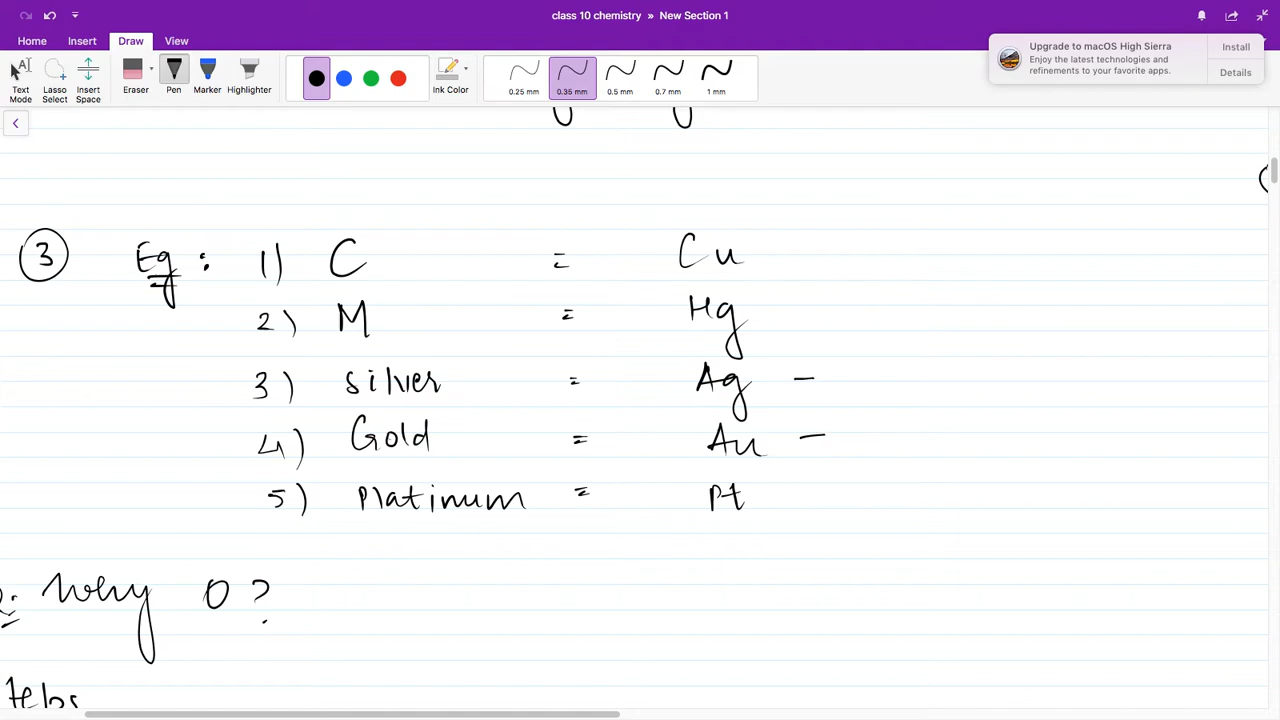 class 10 chemistry » New Section 1
Home Insert Draw View
Upgrade to macOS High Sierra
Enjoy the latest technologies and
refinements to your favorite apps.
Install
Details
Text Mode
Lasso Select
Insert Space
Eraser
Pen
Marker
Highlighter
Ink Color
0.25 mm
0.35 mm
0.5 mm
0.7 mm
1 mm
3 Eg : 1) C = Cu
2) M = Hg
3) Silver = Ag -
4) Gold = Au -
5) Platinum = Pt
Why O ?